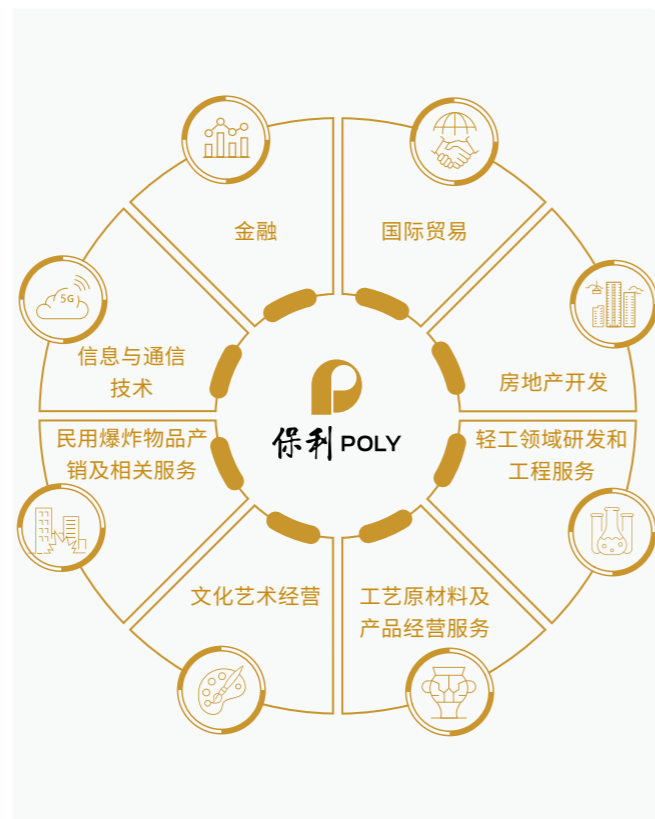 金融
国际贸易
5G
信息与通信
技术
房地产开发
保利 POLY
民用爆炸物品产
销及相关服务
轻工领域研发和
工程服务
文化艺术经营
工艺原材料及
产品经营服务